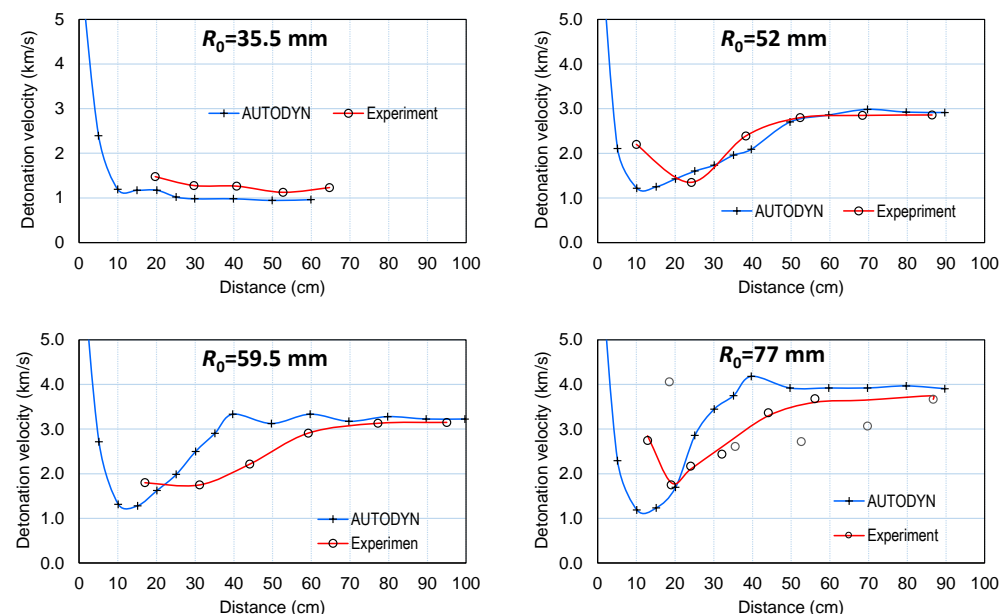 R0=35.5 mm
Detonation velocity (km/s)
5
4
3
2
1
0
AUTODYN
Experiment
0 10 20 30 40 50 60 70 80 90 100
Distance (cm)
R0=52 mm
Detonation velocity (km/s)
5.0
4.0
3.0
2.0
1.0
0.0
AUTODYN
Expepriment
0 10 20 30 40 50 60 70 80 90 100
Distance (cm)
R0=59.5 mm
Detonation velocity (km/s)
5.0
4.0
3.0
2.0
1.0
0.0
AUTODYN
Experimen
0 10 20 30 40 50 60 70 80 90 100
Distance (cm)
R0=77 mm
Detonation velocity (km/s)
5.0
4.0
3.0
2.0
1.0
0.0
AUTODYN
Experiment
0 10 20 30 40 50 60 70 80 90 100
Distance (cm)